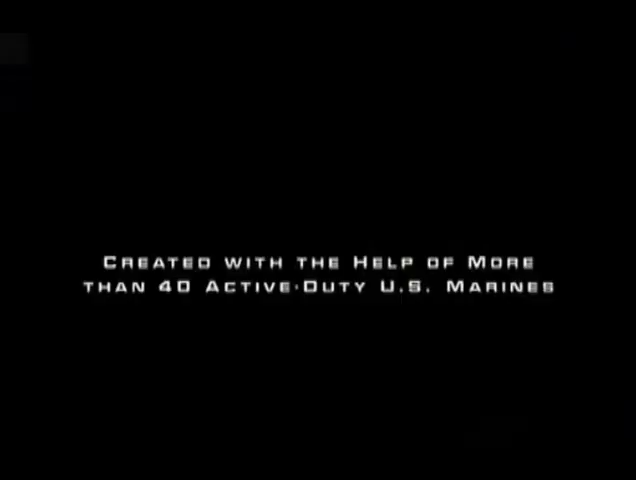 Created with the Help of More
than 40 Active-Duty U.S. Marines